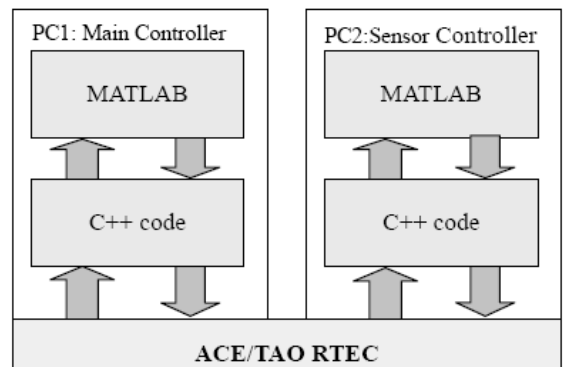 PC1: Main Controller
MATLAB
C++ code
PC2:Sensor Controller
MATLAB
C++ code
ACE/TAO RTEC